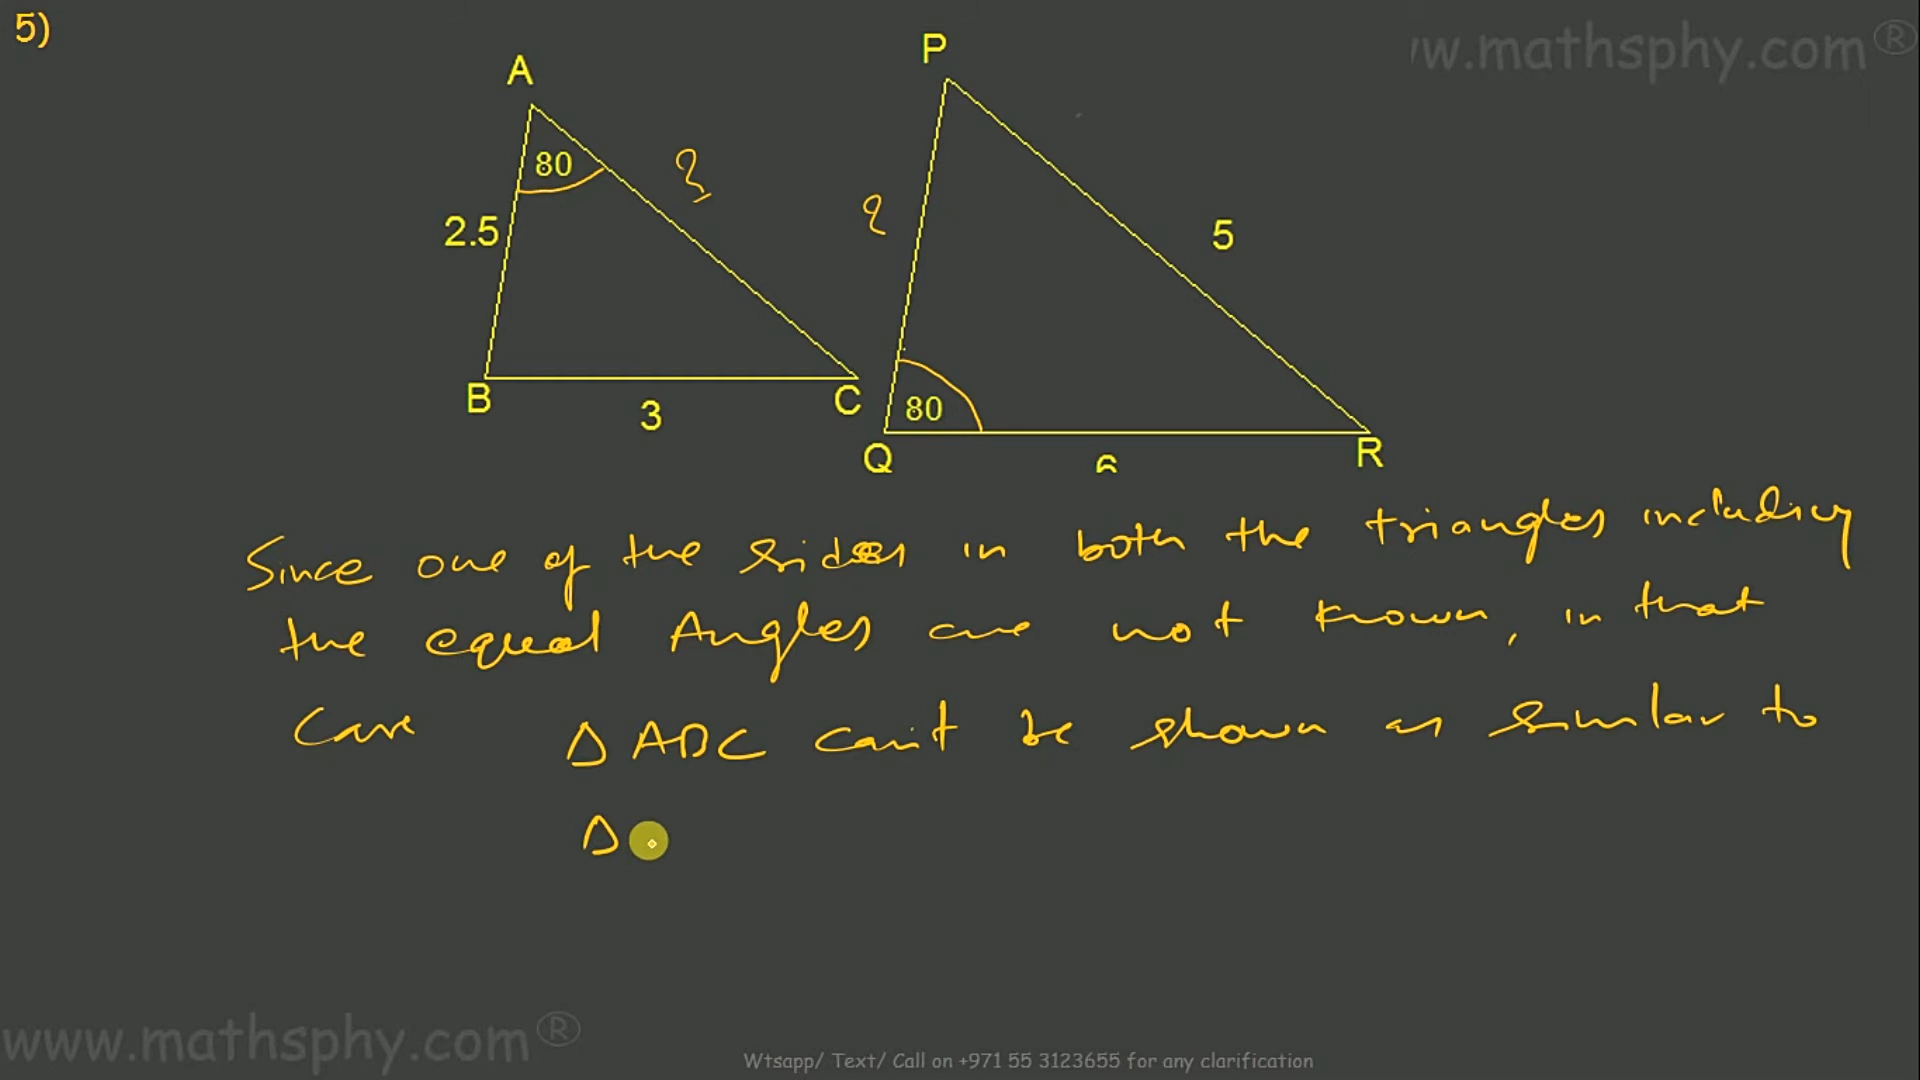 5)
www.mathsphy.com®
A
P
80
?
?
2.5
5
B
3
C
80
Q
6
R
Since one of the sides in both the triangles including
the equal Angles are not known, in that
case Δ ABC can't be shown as similar to
Δ
www.mathsphy.com®
Wtsapp/ Text/ Call on +971 55 3123655 for any clarification